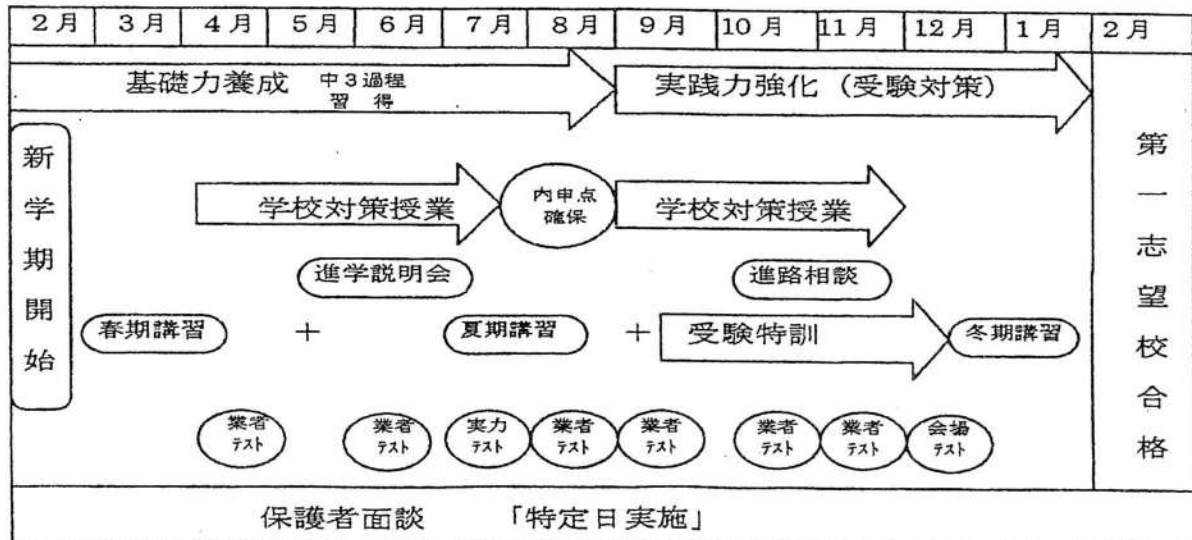 2月 3月 4月 5月 6月 7月 8月 9月 10月 11月 12月 1月 2月
基礎力養成 中3過程
習 得
実践力強化（受験対策）
新学期開始
学校対策授業
内申点
確保
学校対策授業
進学説明会
進路相談
春期講習
+
夏期講習
+
受験特訓
冬期講習
業者
テスト
業者
テスト
実力
テスト
業者
テスト
業者
テスト
業者
テスト
業者
テスト
会場
テスト
第一志望校合格
保護者面談 「特定日実施」